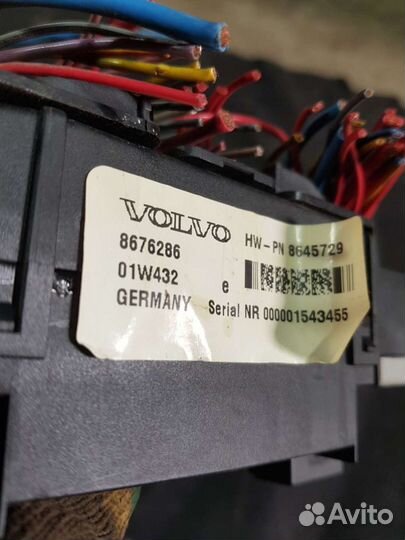 VOLVO HW-PN 8645729
8676286
01W432 e
GERMANY Serial NR 000001543455
Avito